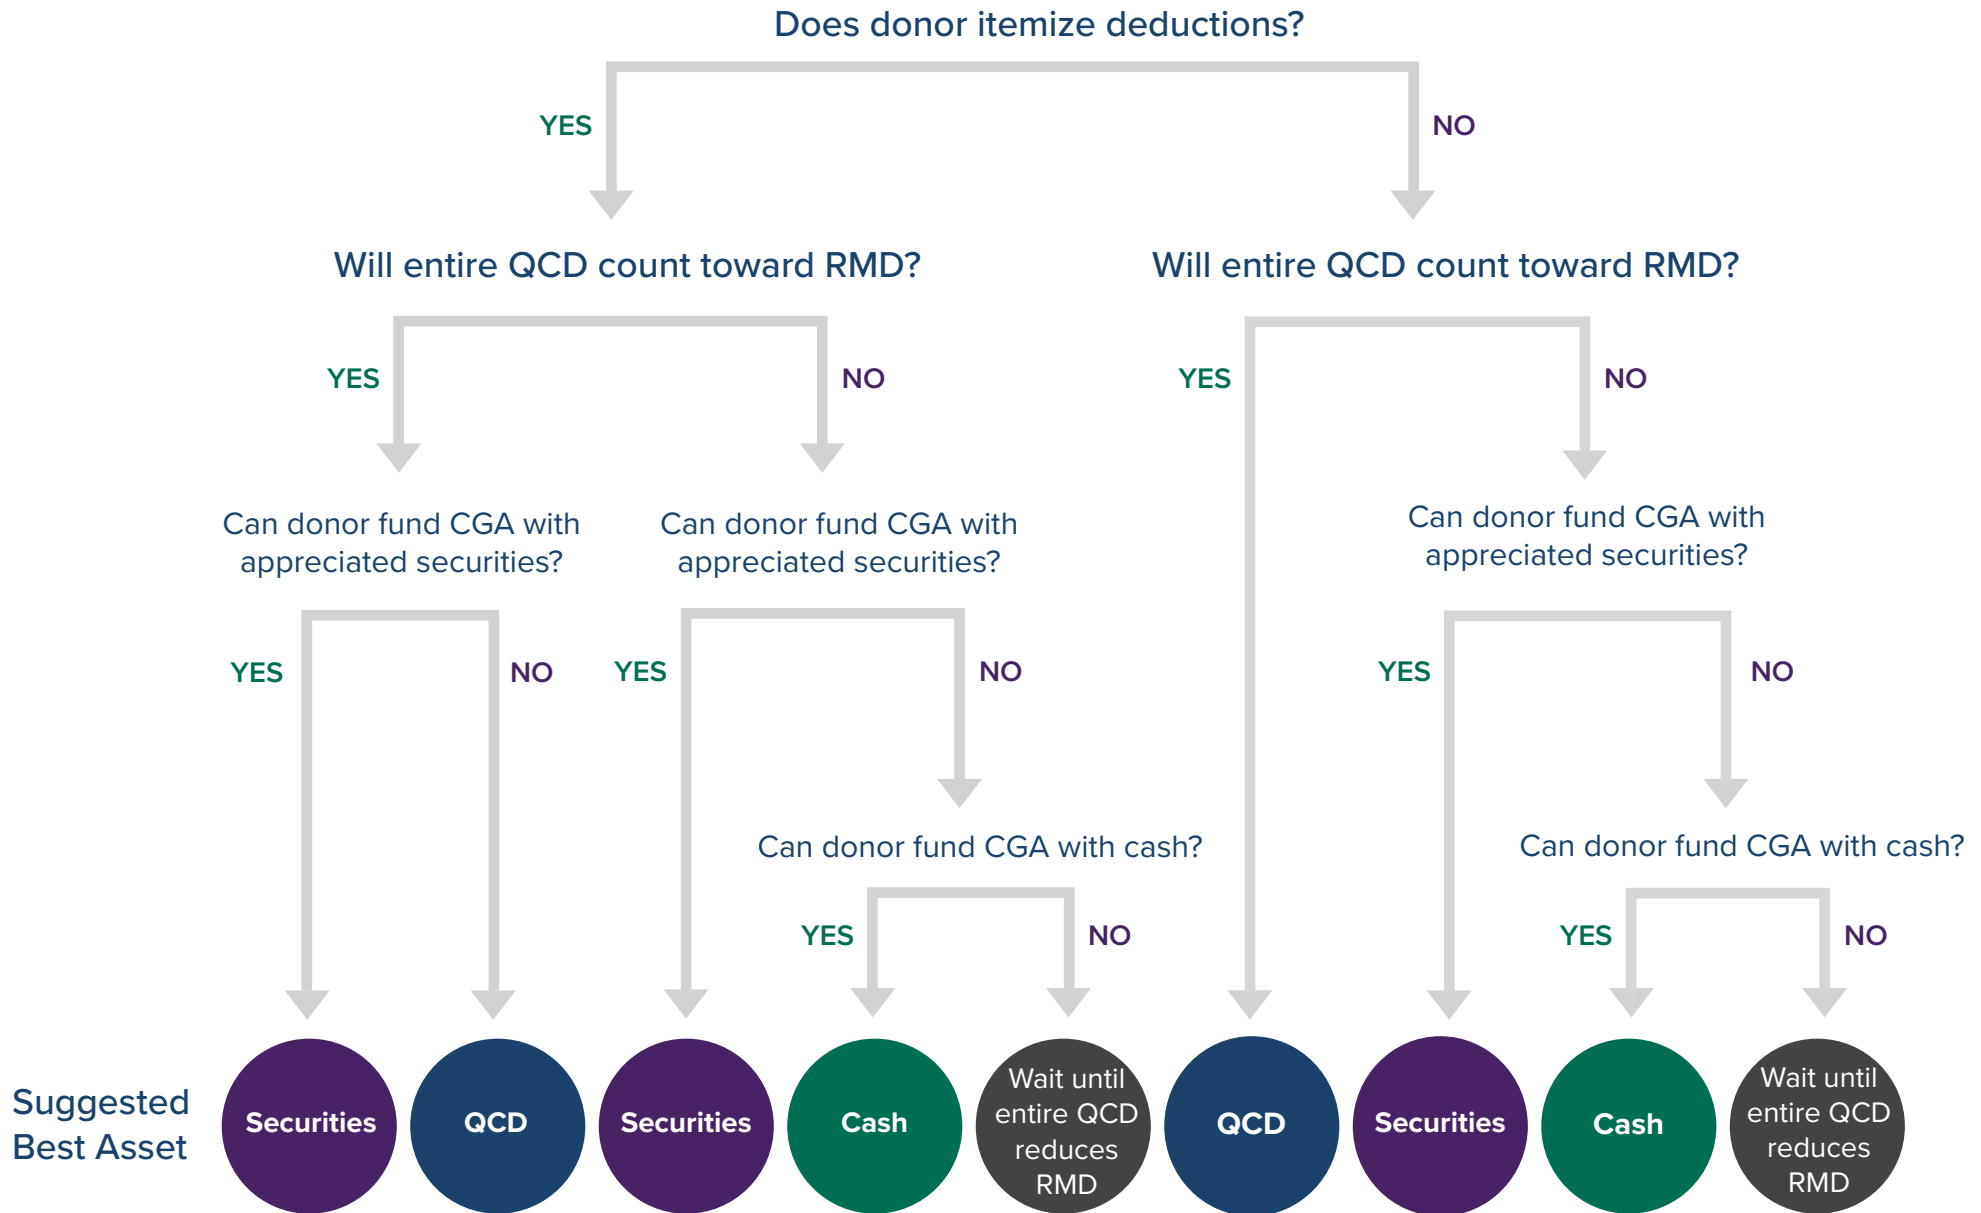 Does donor itemize deductions?
YES
NO
Will entire QCD count toward RMD?
Will entire QCD count toward RMD?
YES
NO
YES
NO
Can donor fund CGA with
appreciated securities?
Can donor fund CGA with
appreciated securities?
Can donor fund CGA with
appreciated securities?
YES
NO
YES
NO
YES
NO
Can donor fund CGA with cash?
Can donor fund CGA with cash?
YES
NO
YES
NO
Suggested
Best Asset
Securities
QCD
Securities
Cash
Wait until
entire QCD
reduces
RMD
QCD
Securities
Cash
Wait until
entire QCD
reduces
RMD